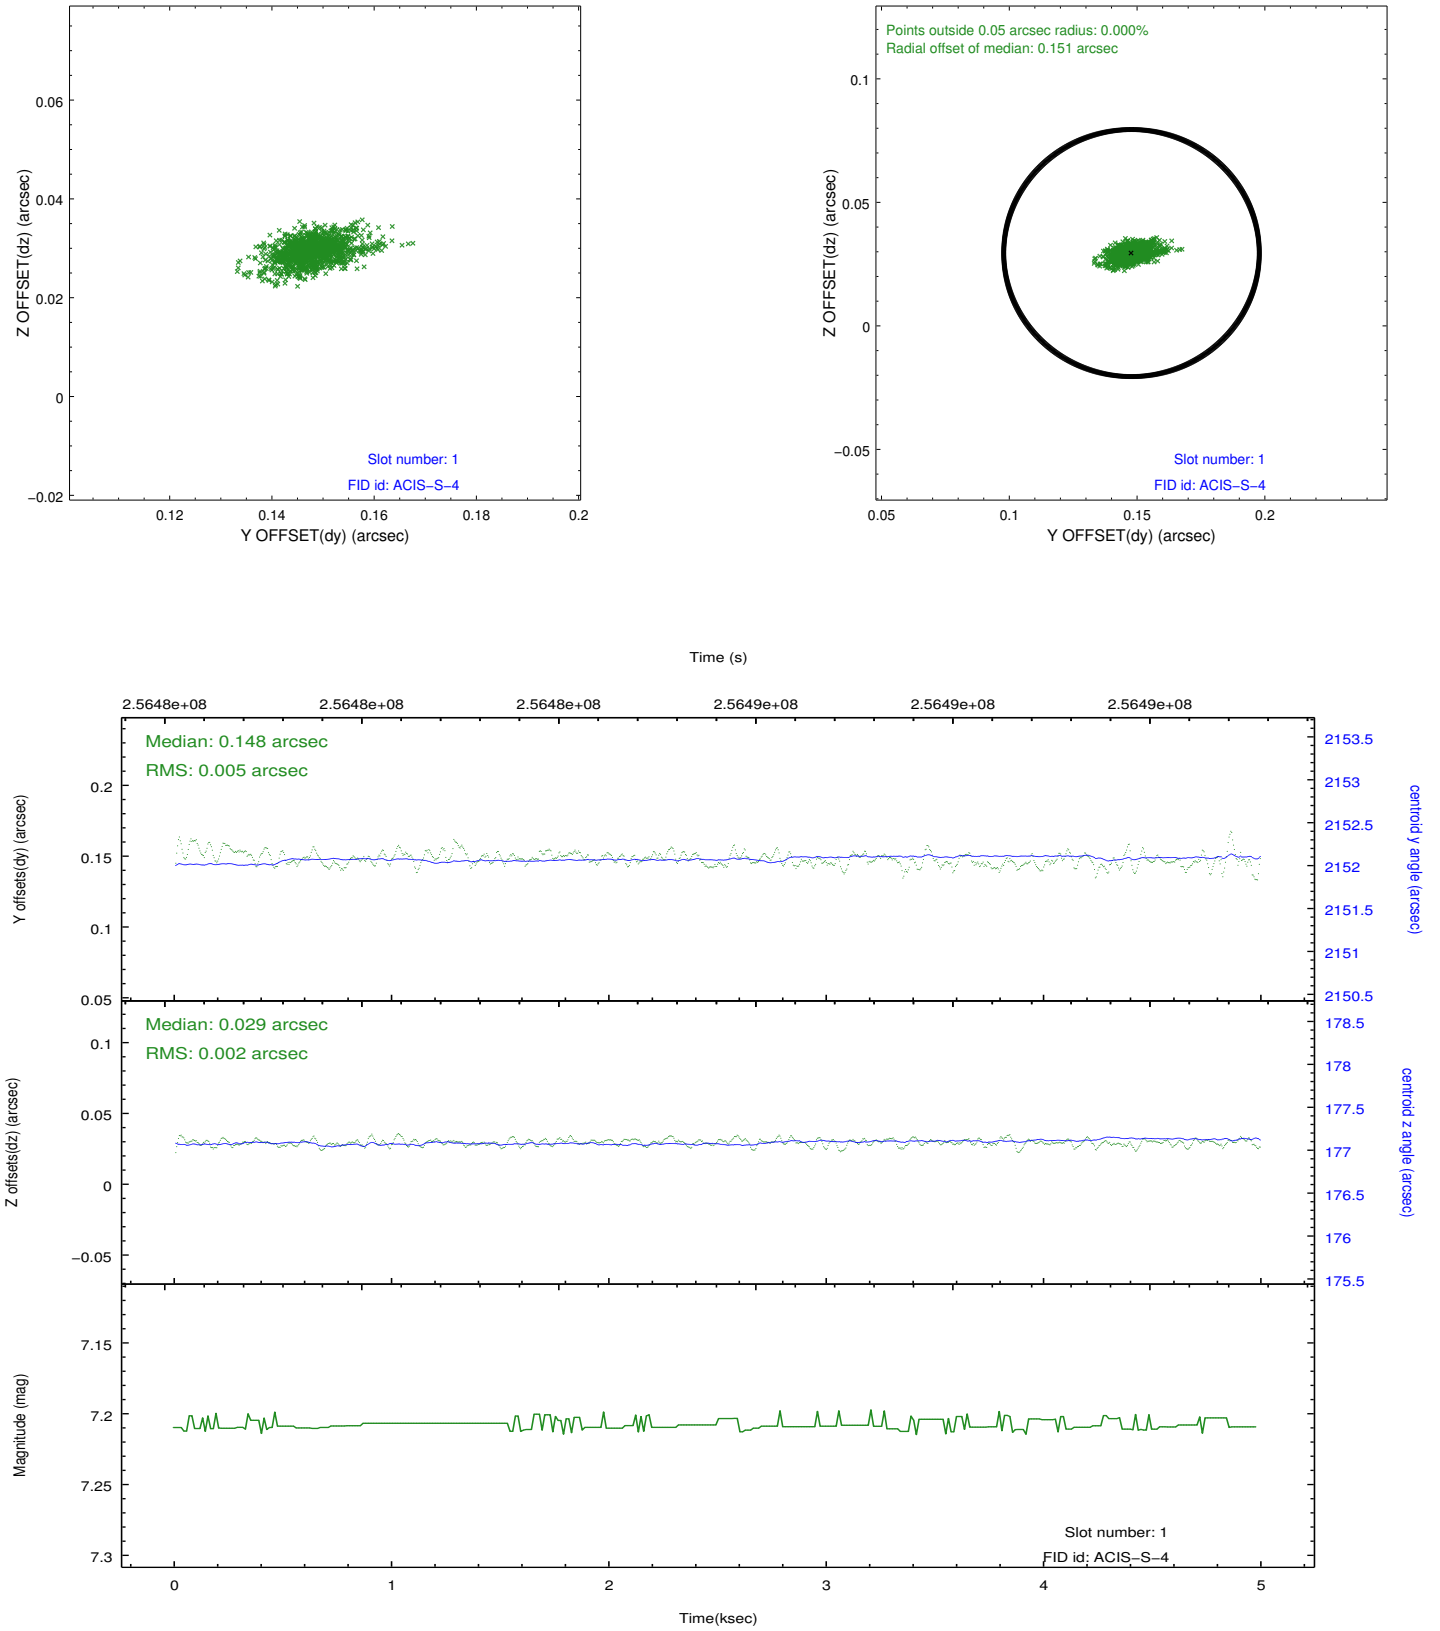 0.06
0.04
0.02
0
−0.02
Z OFFSET(dz) (arcsec)
Slot number: 1
FID id: ACIS−S−4
0.12 0.14 0.16 0.18 0.2
Y OFFSET(dy) (arcsec)
Points outside 0.05 arcsec radius: 0.000%
Radial offset of median: 0.151 arcsec
0.1
0.05
0
−0.05
Z OFFSET(dz) (arcsec)
Slot number: 1
FID id: ACIS−S−4
0.05 0.1 0.15 0.2
Y OFFSET(dy) (arcsec)
Time (s)
2.5648e+08 2.5648e+08 2.5648e+08 2.5649e+08 2.5649e+08 2.5649e+08
Median: 0.148 arcsec
RMS: 0.005 arcsec
0.2
0.15
0.1
0.05
Y offsets(dy) (arcsec)
2153.5
2153
2152.5
2152
2151.5
2151
2150.5
centroid y angle (arcsec)
Median: 0.029 arcsec
RMS: 0.002 arcsec
0.1
0.05
0
−0.05
Z offsets(dz) (arcsec)
178.5
178
177.5
177
176.5
176
175.5
centroid z angle (arcsec)
7.15
7.2
7.25
7.3
Magnitude (mag)
Slot number: 1
FID id: ACIS−S−4
0 1 2 3 4 5
Time(ksec)